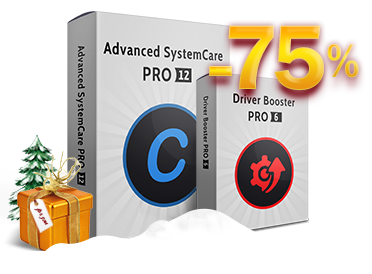 -75%
Advanced SystemCare
PRO 12
Driver Booster
PRO 6
Driver Booster PRO 6
Advanced SystemCare PRO 12